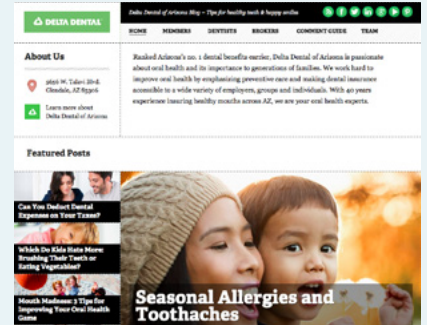 DELTA DENTAL
Delta Dental of Arizona Blog – Tips for healthy teeth & happy smiles
HOME MEMBERS DENTISTS BROKERS COMMENT GUIDE TEAM
About Us
Learn more about
Delta Dental of Arizona
Ranked Arizona's no. 1 dental benefits carrier, Delta Dental of Arizona is passionate
about oral health and its importance to generations of families. We work hard to
improve oral health by emphasizing preventive care and making dental insurance
accessible to a wide variety of employers, groups and individuals. With 40 years
experience insuring healthy mouths across AZ, we are your oral health experts.
Featured Posts
Can You Deduct Dental
Expenses on Your Taxes?
Which Do Kids Hate More:
Brushing Their Teeth or
Eating Vegetables?
Mouth Madness: 3 Tips for
Improving Your Oral Health
Game
Seasonal Allergies and
Toothaches